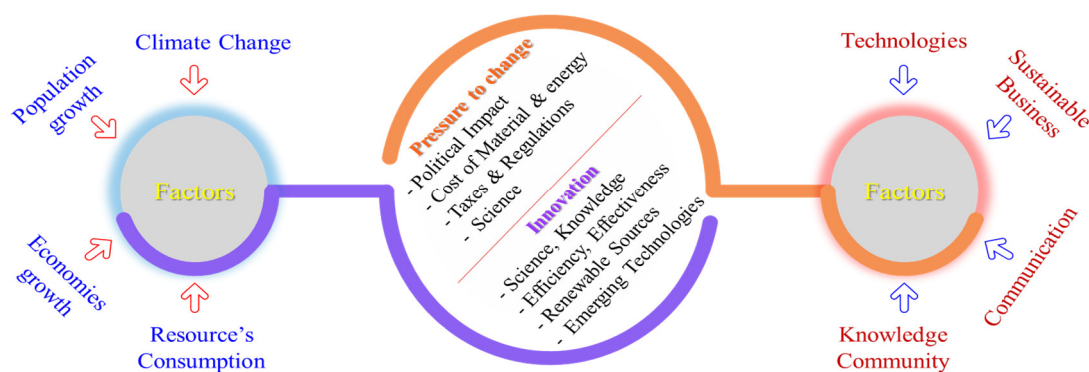 Climate Change
Population
growth
Factors
Economies
growth
Resource's
Consumption
Pressure to change
- Political Impact
- Cost of Material & energy
- Taxes & Regulations
- Science
Innovation
- Science, Knowledge
- Efficiency, Effectiveness
- Renewable Sources
- Emerging Technologies
Technologies
Sustainable
Business
Factors
Communication
Knowledge
Community